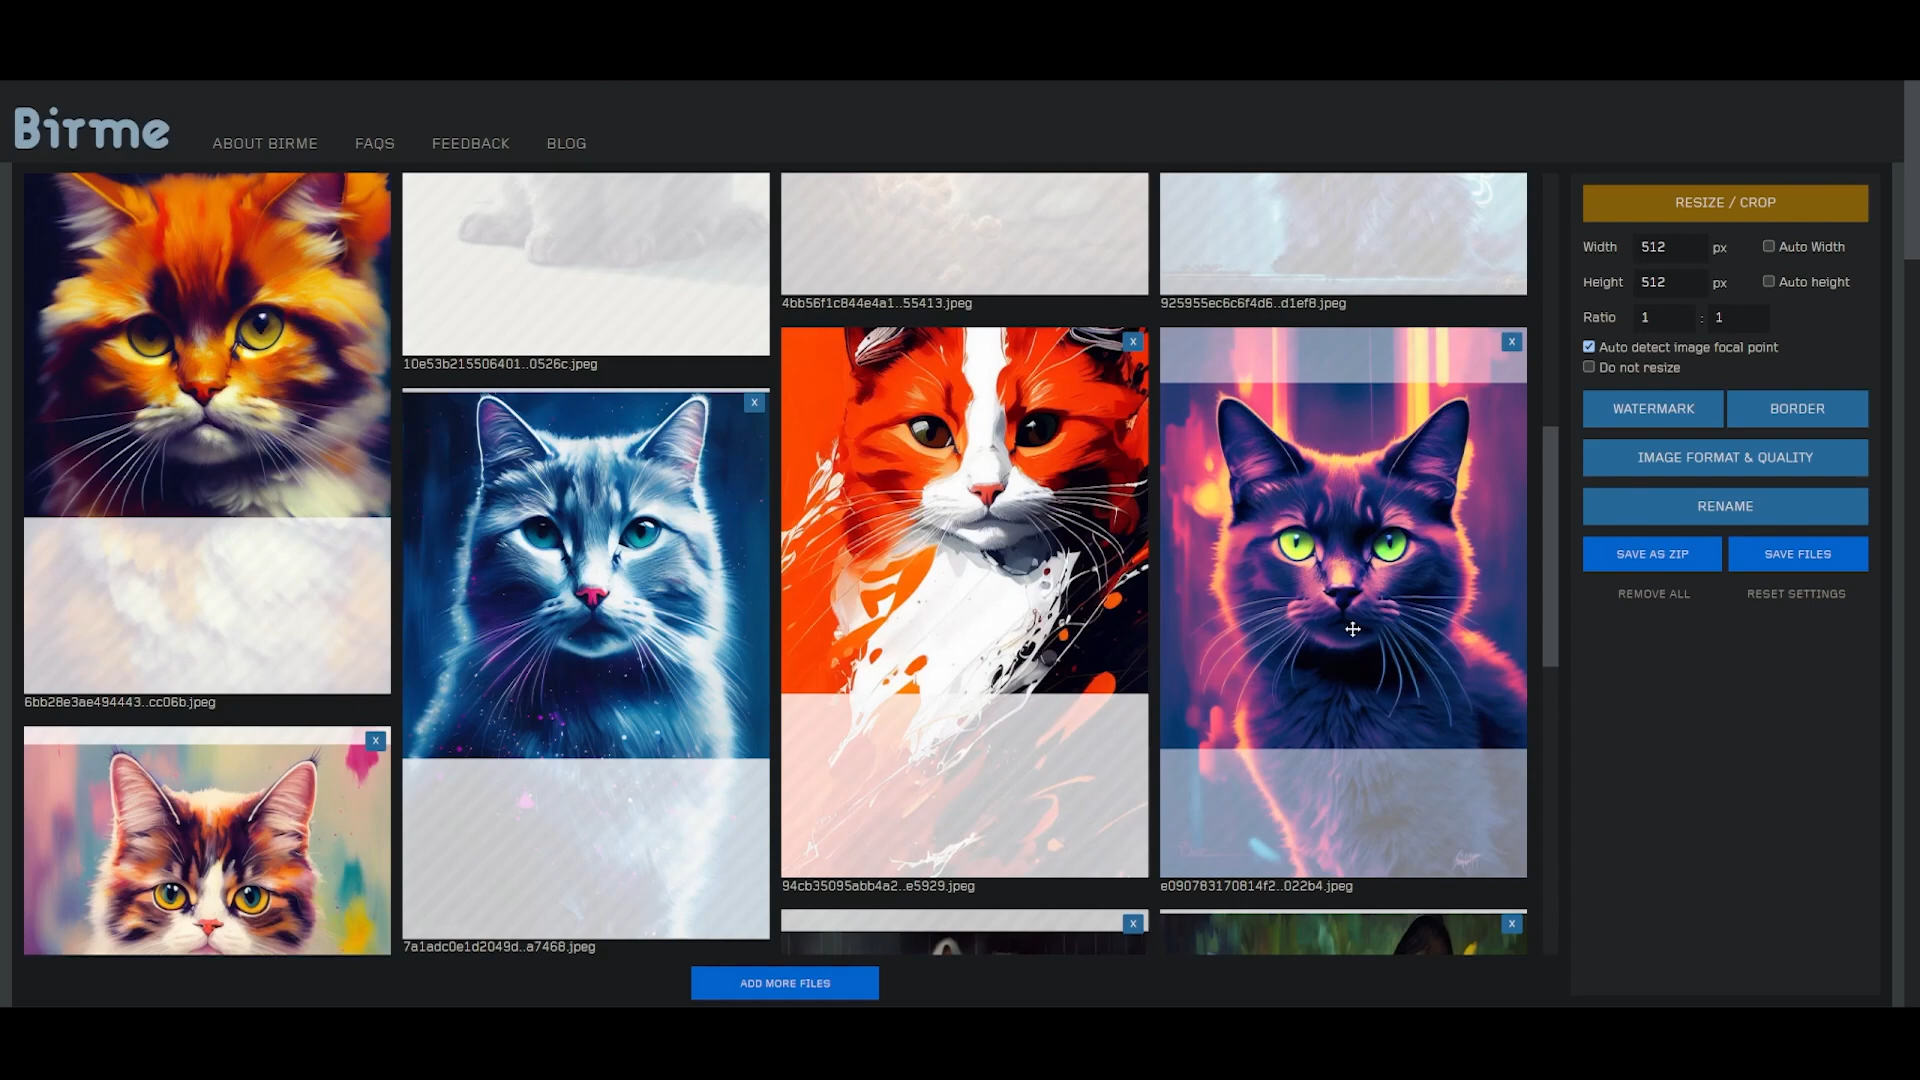 Birme
ABOUT BIRME
FAQS
FEEDBACK
BLOG
6bb28e3ae494443..cc06b.jpeg
X
10e53b215506401..0526c.jpeg
X
7a1adc0e1d2049d..a7468.jpeg
4bb56f1c844e4a1..55413.jpeg
X
94cb35095abb4a2..e5929.jpeg
X
925955ec6c6f4d6..d1ef8.jpeg
X
e090783170814f2..022b4.jpeg
X
ADD MORE FILES
RESIZE / CROP
Width 512 px Auto Width
Height 512 px Auto height
Ratio 1 : 1
Auto detect image focal point
Do not resize
WATERMARK BORDER
IMAGE FORMAT & QUALITY
RENAME
SAVE AS ZIP SAVE FILES
REMOVE ALL RESET SETTINGS